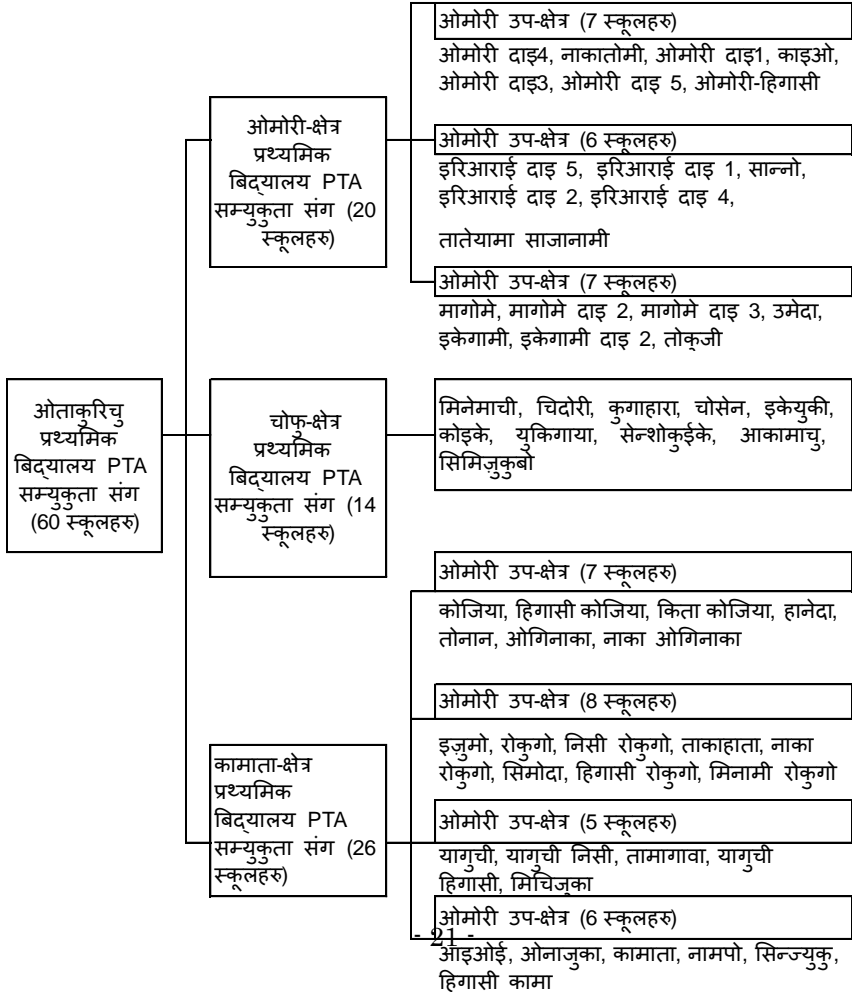 ओताकुरिचु
प्रथ्यमिक
बिद्यालय PTA
सम्युकुता संग
(60 स्कूलहरु)
ओमोरी-क्षेत्र
प्रथ्यमिक
बिद्यालय PTA
सम्युकुता संग (20
स्कूलहरु)
ओमोरी उप-क्षेत्र (7 स्कूलहरु)
ओमोरी दाइ4, नाकातोमी, ओमोरी दाइ1, काइओ,
ओमोरी दाइ3, ओमोरी दाइ 5, ओमोरी-हिगासी
ओमोरी उप-क्षेत्र (6 स्कूलहरु)
इरिआराई दाइ 5, इरिआराई दाइ 1, सान्नो,
इरिआराई दाइ 2, इरिआराई दाइ 4,
तातेयामा साजानामी
ओमोरी उप-क्षेत्र (7 स्कूलहरु)
मागोमे, मागोमे दाइ 2, मागोमे दाइ 3, उमेदा,
इकेगामी, इकेगामी दाइ 2, तोकुजी
चोफु-क्षेत्र
प्रथ्यमिक
बिद्यालय PTA
सम्युकुता संग (14
स्कूलहरु)
मिनेमाची, चिदोरी, कुगाहारा, चोसेन, इकेयुकी,
कोइके, युकिगाया, सेन्शोकुईके, आकामाचु,
सिमिज़ुकुबो
कामाता-क्षेत्र
प्रथ्यमिक
बिद्यालय PTA
सम्युकुता संग (26
स्कूलहरु)
ओमोरी उप-क्षेत्र (7 स्कूलहरु)
कोजिया, हिगासी कोजिया, किता कोजिया, हानेदा,
तोनान, ओगिनाका, नाका ओगिनाका
ओमोरी उप-क्षेत्र (8 स्कूलहरु)
इज़ुमो, रोकुगो, निसी रोकुगो, ताकाहाता, नाका
रोकुगो, सिमोदा, हिगासी रोकुगो, मिनामी रोकुगो
ओमोरी उप-क्षेत्र (5 स्कूलहरु)
यागुची, यागुची निसी, तामागावा, यागुची
हिगासी, मिचिजुका
ओमोरी उप-क्षेत्र (6 स्कूलहरु)
आइओई, ओनाजुका, कामाता, नामपो, सिन्ज्युकु,
हिगासी कामा
- 21 -